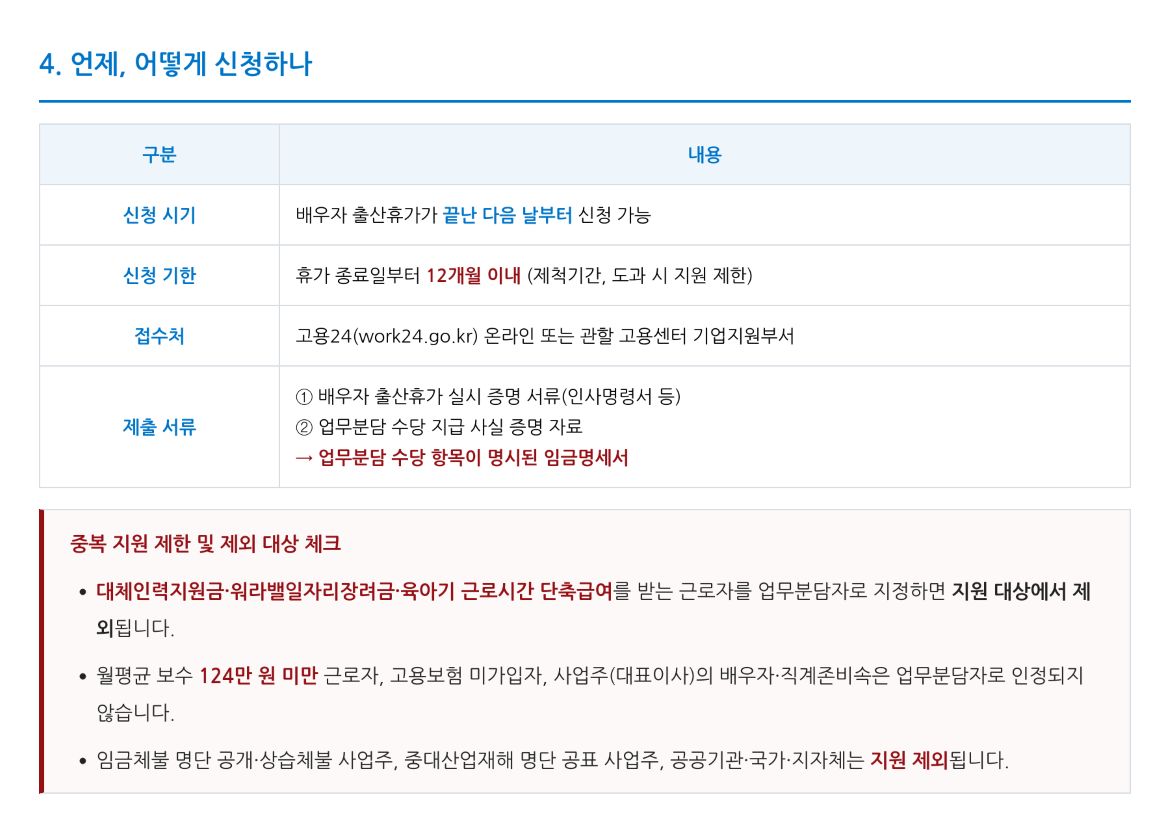 4. 언제, 어떻게 신청하나
구분
내용
신청 시기
배우자 출산휴가가 끝난 다음 날부터 신청 가능
신청 기한
휴가 종료일부터 12개월 이내 (제척기간, 도과 시 지원 제한)
접수처
고용24(work24.go.kr) 온라인 또는 관할 고용센터 기업지원부서
제출 서류
① 배우자 출산휴가 실시 증명 서류(인사명령서 등)
② 업무분담 수당 지급 사실 증명 자료
→ 업무분담 수당 항목이 명시된 임금명세서
중복 지원 제한 및 제외 대상 체크
• 대체인력지원금·워라밸일자리장려금·육아기 근로시간 단축급여를 받는 근로자를 업무분담자로 지정하면 지원 대상에서 제
외됩니다.
• 월평균 보수 124만 원 미만 근로자, 고용보험 미가입자, 사업주(대표이사)의 배우자·직계존비속은 업무분담자로 인정되지
않습니다.
• 임금체불 명단 공개·상습체불 사업주, 중대산업재해 명단 공표 사업주, 공공기관·국가·지자체는 지원 제외됩니다.